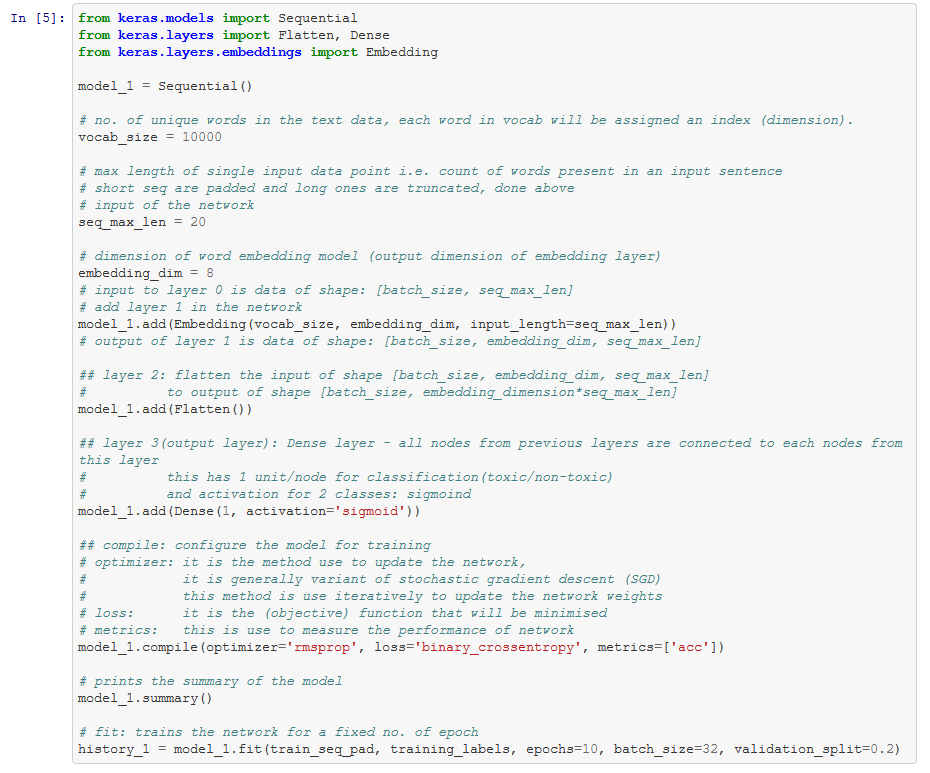 In [5]: from keras.models import Sequential
from keras.layers import Flatten, Dense
from keras.layers.embeddings import Embedding

model_1 = Sequential()

# no. of unique words in the text data, each word in vocab will be assigned an index (dimension).
vocab_size = 10000

# max length of single input data point i.e. count of words present in an input sentence
# short seq are padded and long ones are truncated, done above
# input of the network
seq_max_len = 20

# dimension of word embedding model (output dimension of embedding layer)
embedding_dim = 8
# input to layer 0 is data of shape: [batch_size, seq_max_len]
# add layer 1 in the network
model_1.add(Embedding(vocab_size, embedding_dim, input_length=seq_max_len))
# output of layer 1 is data of shape: [batch_size, embedding_dim, seq_max_len]

## layer 2: flatten the input of shape [batch_size, embedding_dim, seq_max_len]
#          to output of shape [batch_size, embedding_dimension*seq_max_len]
model_1.add(Flatten())

## layer 3(output layer): Dense layer - all nodes from previous layers are connected to each nodes from
this layer
#          this has 1 unit/node for classification(toxic/non-toxic)
#          and activation for 2 classes: sigmoind
model_1.add(Dense(1, activation='sigmoid'))

## compile: configure the model for training
# optimizer: it is the method use to update the network,
#            it is generally variant of stochastic gradient descent (SGD)
#            this method is use iteratively to update the network weights
# loss:      it is the (objective) function that will be minimised
# metrics:   this is use to measure the performance of network
model_1.compile(optimizer='rmsprop', loss='binary_crossentropy', metrics=['acc'])

# prints the summary of the model
model_1.summary()

# fit: trains the network for a fixed no. of epoch
history_1 = model_1.fit(train_seq_pad, training_labels, epochs=10, batch_size=32, validation_split=0.2)